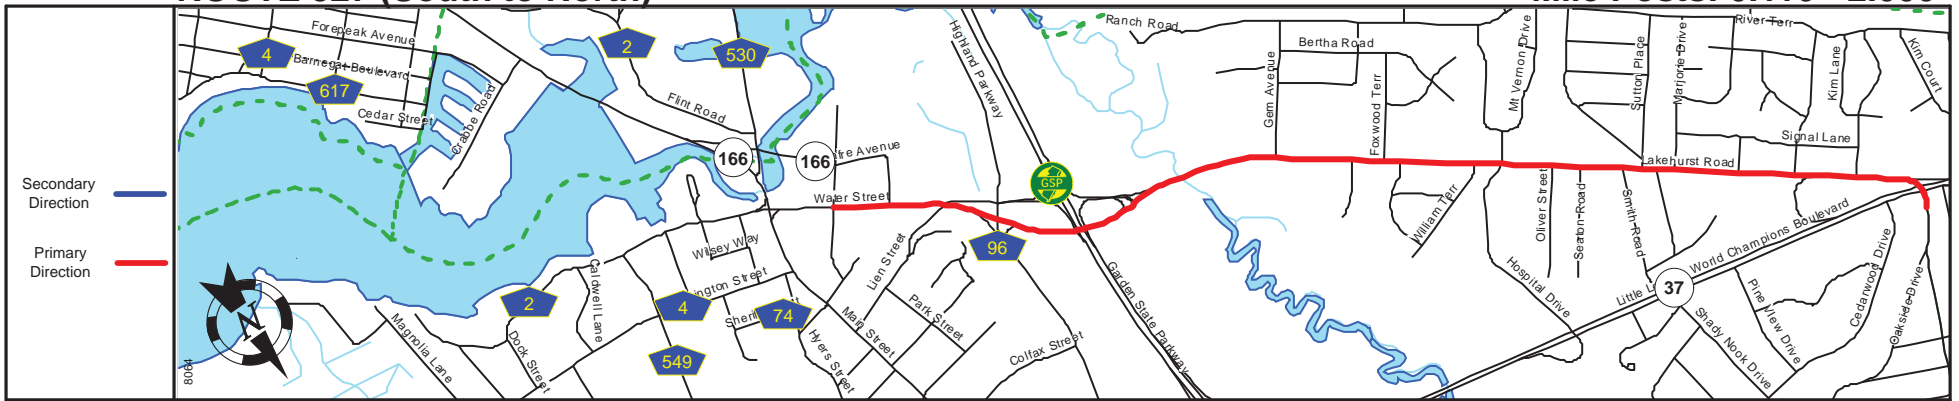 Secondary
Direction
Primary
Direction
Forepeak Avenue
4
Barnegat Boulevard
617
Cedar Street
Crabbe Road
2
530
Flint Road
166
166
Water Street
Highland Parkway
GSP
96
Ranch Road
Bertha Road
Gem Avenue
Foxwood Terr
Mt Vernon Drive
Sutton Place
Marjorie Drive
River Terr
Kim Lane
Kim Court
Signal Lane
Lakehurst Road
William Terr
Oliver Street
Seaton Road
Smith Road
Hospital Drive
World Champions Boulevard
37
Pine View Drive
Shady Nook Drive
Cedarwood Drive
Oakside Drive
Garden State Parkway
Wilsey Way
Lien Street
Park Street
Main Street
Hyers Street
Colfax Street
Caldwell Lane
2
4
74
549
Dock Street
Magnolia Lane
N
8064